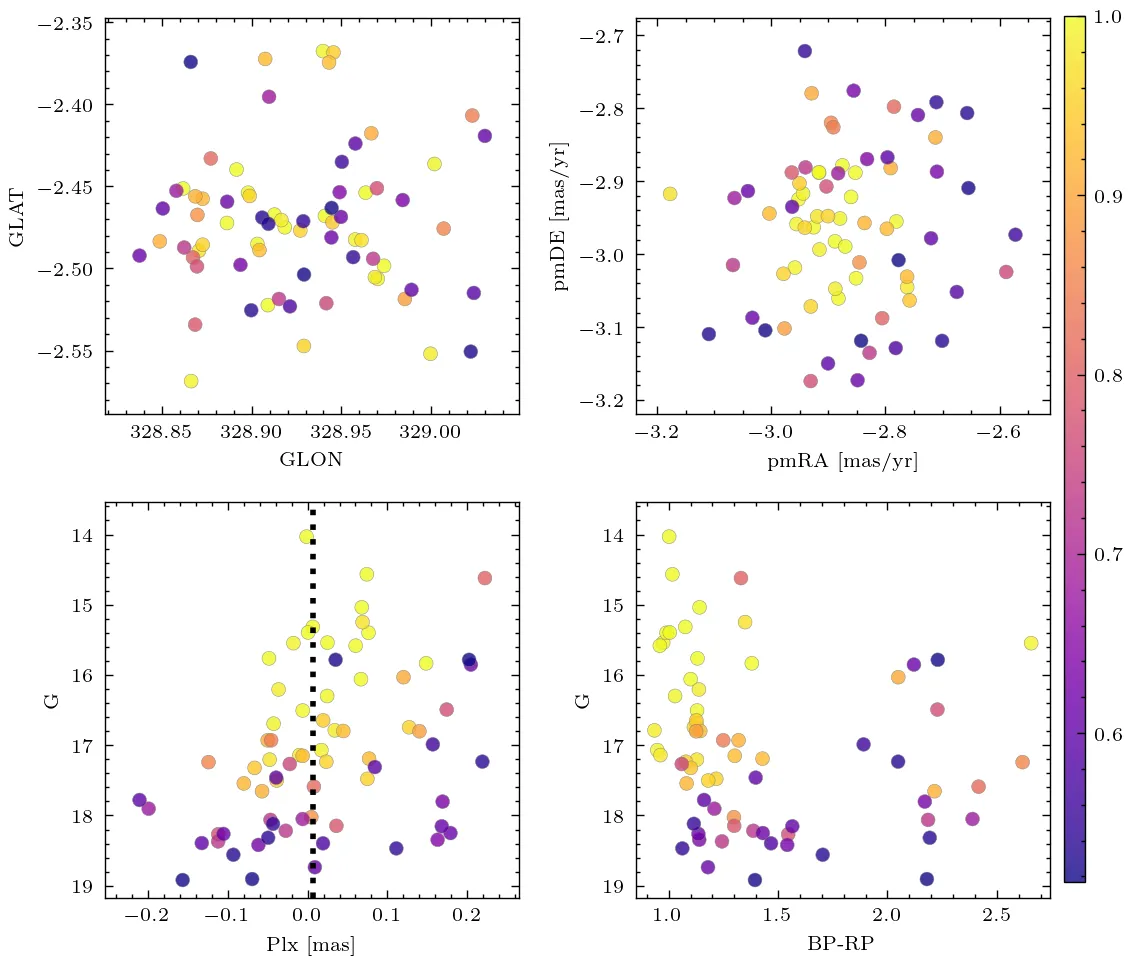 −2.35
−2.40
−2.45
−2.50
−2.55
GLAT
328.85 328.90 328.95 329.00
GLON
−2.7
−2.8
−2.9
−3.0
−3.1
−3.2
pmDE [mas/yr]
−3.2 −3.0 −2.8 −2.6
pmRA [mas/yr]
1.0
0.9
0.8
0.7
0.6
14
15
16
17
18
19
G
−0.2 −0.1 0.0 0.1 0.2
Plx [mas]
14
15
16
17
18
19
G
1.0 1.5 2.0 2.5
BP-RP